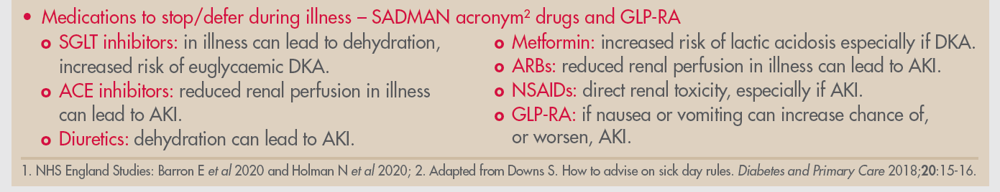 • Medications to stop/defer during illness – SADMAN acronym² drugs and GLP-RA
o SGLT inhibitors: in illness can lead to dehydration,
increased risk of euglycaemic DKA.
o ACE inhibitors: reduced renal perfusion in illness
can lead to AKI.
o Diuretics: dehydration can lead to AKI.
o Metformin: increased risk of lactic acidosis especially if DKA.
o ARBs: reduced renal perfusion in illness can lead to AKI.
o NSAIDs: direct renal toxicity, especially if AKI.
o GLP-RA: if nausea or vomiting can increase chance of,
or worsen, AKI.
1. NHS England Studies: Barron E et al 2020 and Holman N et al 2020; 2. Adapted from Downs S. How to advise on sick day rules. Diabetes and Primary Care 2018;20:15-16.